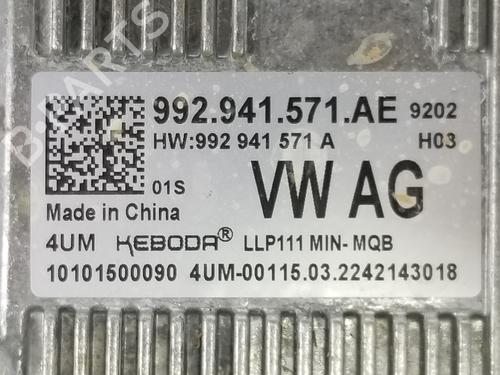 992.941.571.AE 9202
HW:992 941 571 A H03
01S VW AG
Made in China
4UM KEBODA® LLP111 MIN- MQB
10101500090 4UM-00115.03.2242143018
B-PARTS